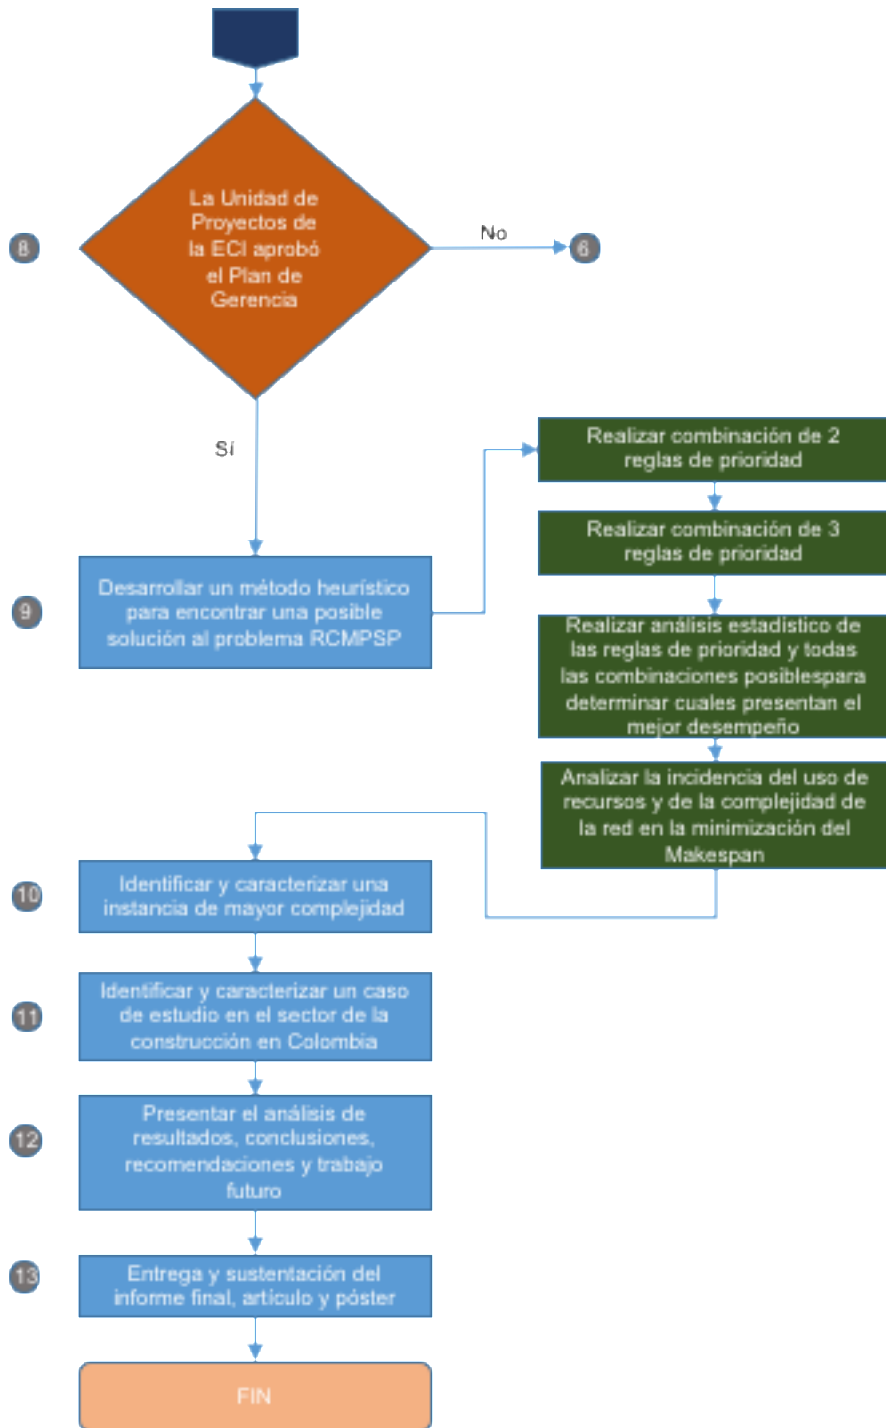 8
La Unidad de
Proyectos de
la ECI aprobó
el Plan de
Gerencia
No
6
Sí
9
Desarrollar un método heurístico
para encontrar una posible
solución al problema RCMPSP
Realizar combinación de 2
reglas de prioridad
Realizar combinación de 3
reglas de prioridad
Realizar análisis estadístico de
las reglas de prioridad y todas
las combinaciones posiblespara
determinar cuales presentan el
mejor desempeño
Analizar la incidencia del uso de
recursos y de la complejidad de
la red en la minimización del
Makespan
10
Identificar y caracterizar una
instancia de mayor complejidad
11
Identificar y caracterizar un caso
de estudio en el sector de la
construcción en Colombia
12
Presentar el análisis de
resultados, conclusiones,
recomendaciones y trabajo
futuro
13
Entrega y sustentación del
informe final, artículo y póster
FIN